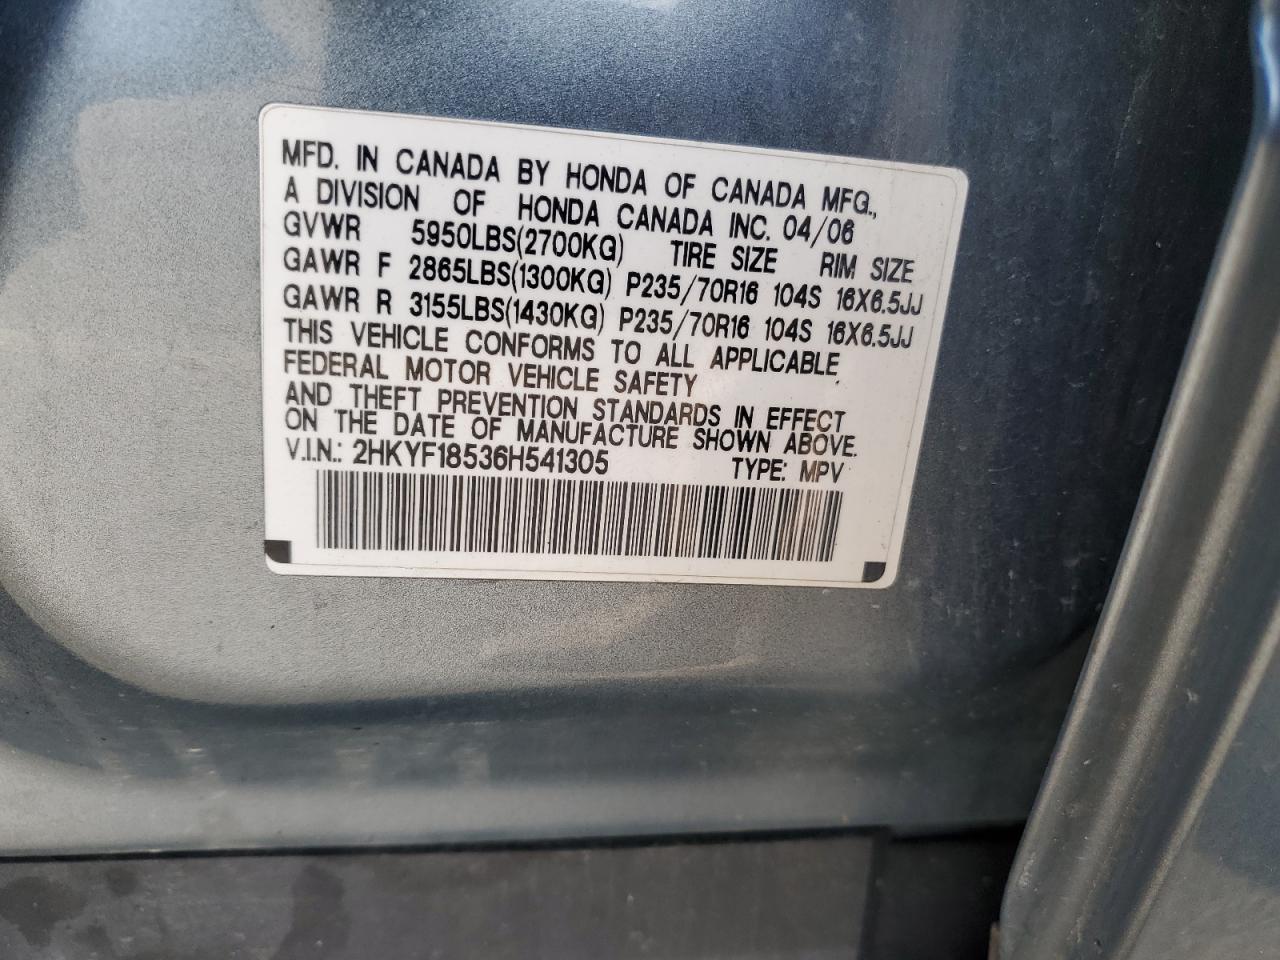 MFD. IN CANADA BY HONDA OF CANADA MFG.,
A DIVISION OF HONDA CANADA INC. 04/06
GVWR 5950LBS(2700KG) TIRE SIZE RIM SIZE
GAWR F 2865LBS(1300KG) P235/70R16 104S 16X6.5JJ
GAWR R 3155LBS(1430KG) P235/70R16 104S 16X6.5JJ
THIS VEHICLE CONFORMS TO ALL APPLICABLE
FEDERAL MOTOR VEHICLE SAFETY
AND THEFT PREVENTION STANDARDS IN EFFECT
ON THE DATE OF MANUFACTURE SHOWN ABOVE.
V.I.N.: 2HKYF18536H541305 TYPE: MPV